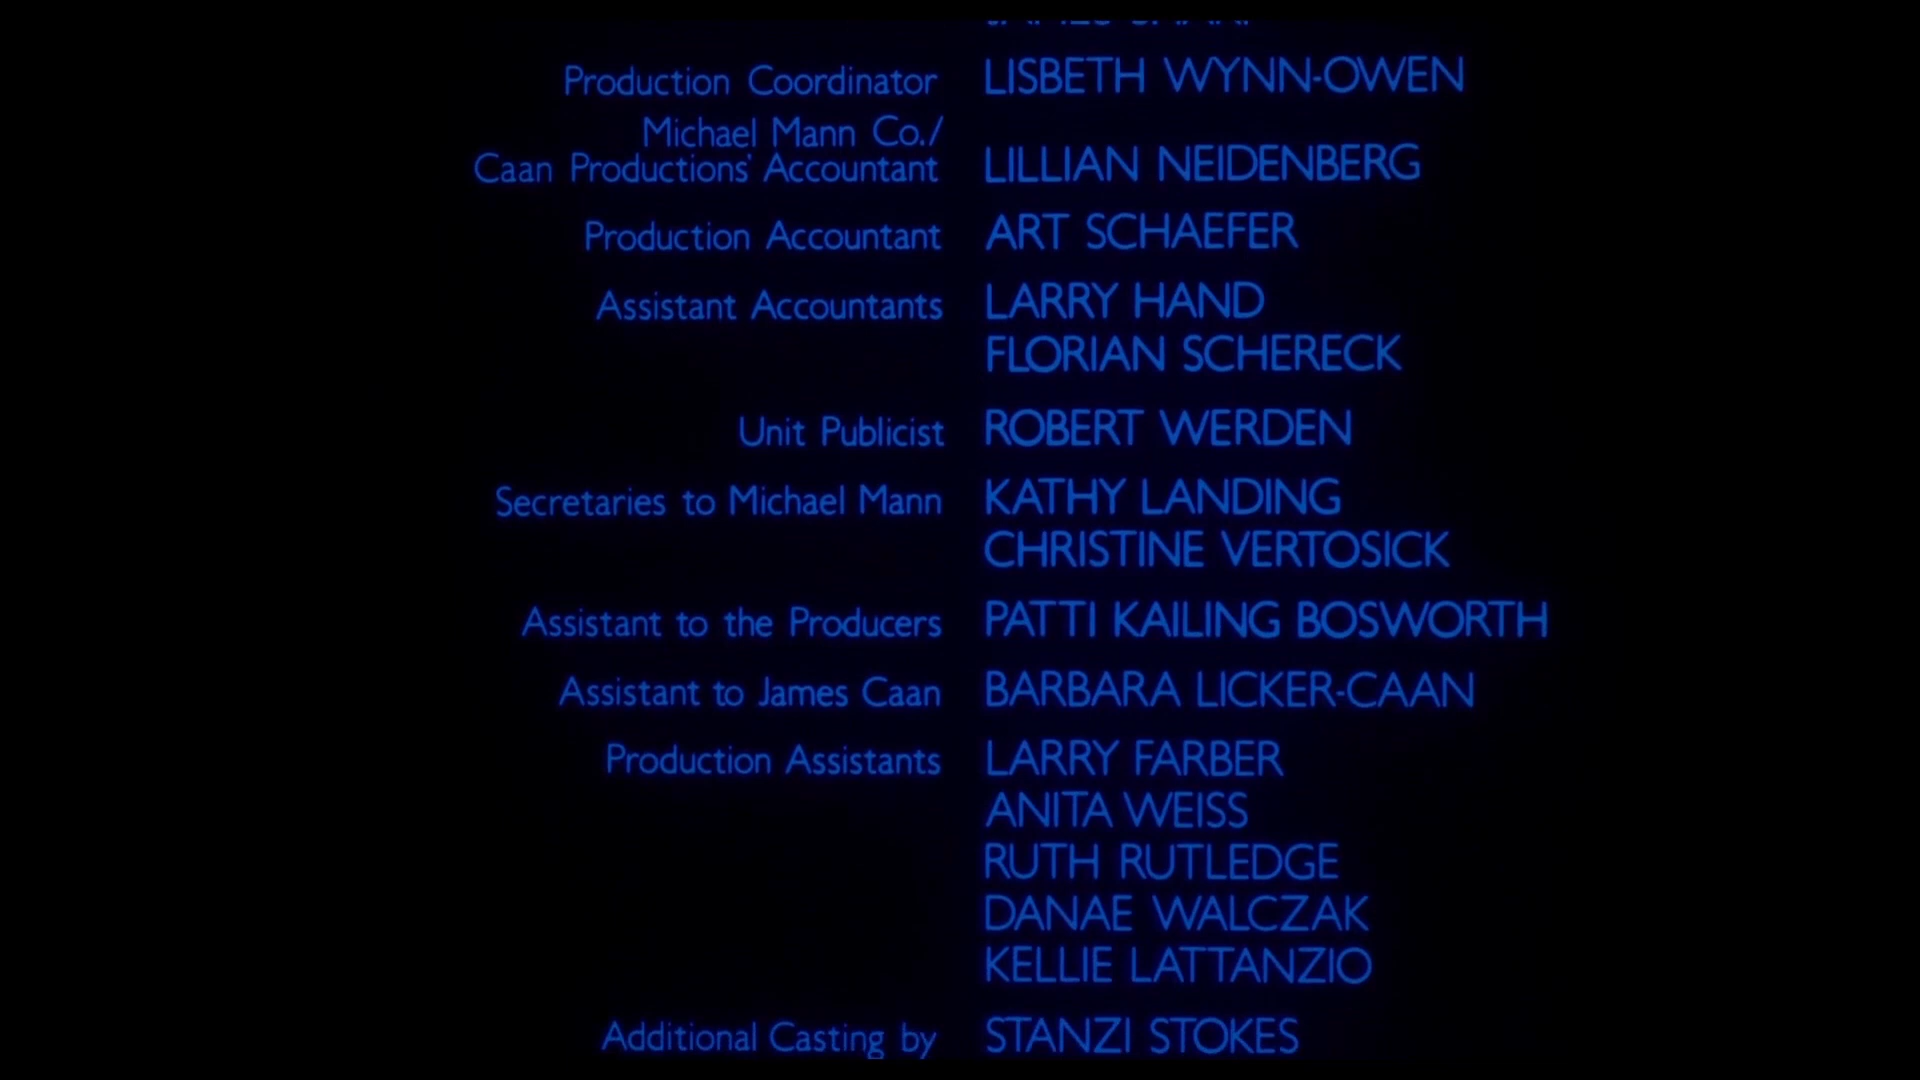 Production Coordinator LISBETH WYNN-OWEN
Michael Mann Co./
Caan Productions' Accountant LILLIAN NEIDENBERG
Production Accountant ART SCHAEFER
Assistant Accountants LARRY HAND
FLORIAN SCHERECK
Unit Publicist ROBERT WERDEN
Secretaries to Michael Mann KATHY LANDING
CHRISTINE VERTOSICK
Assistant to the Producers PATTI KAILING BOSWORTH
Assistant to James Caan BARBARA LICKER-CAAN
Production Assistants LARRY FARBER
ANITA WEISS
RUTH RUTLEDGE
DANAE WALCZAK
KELLIE LATTANZIO
Additional Casting by STANZI STOKES